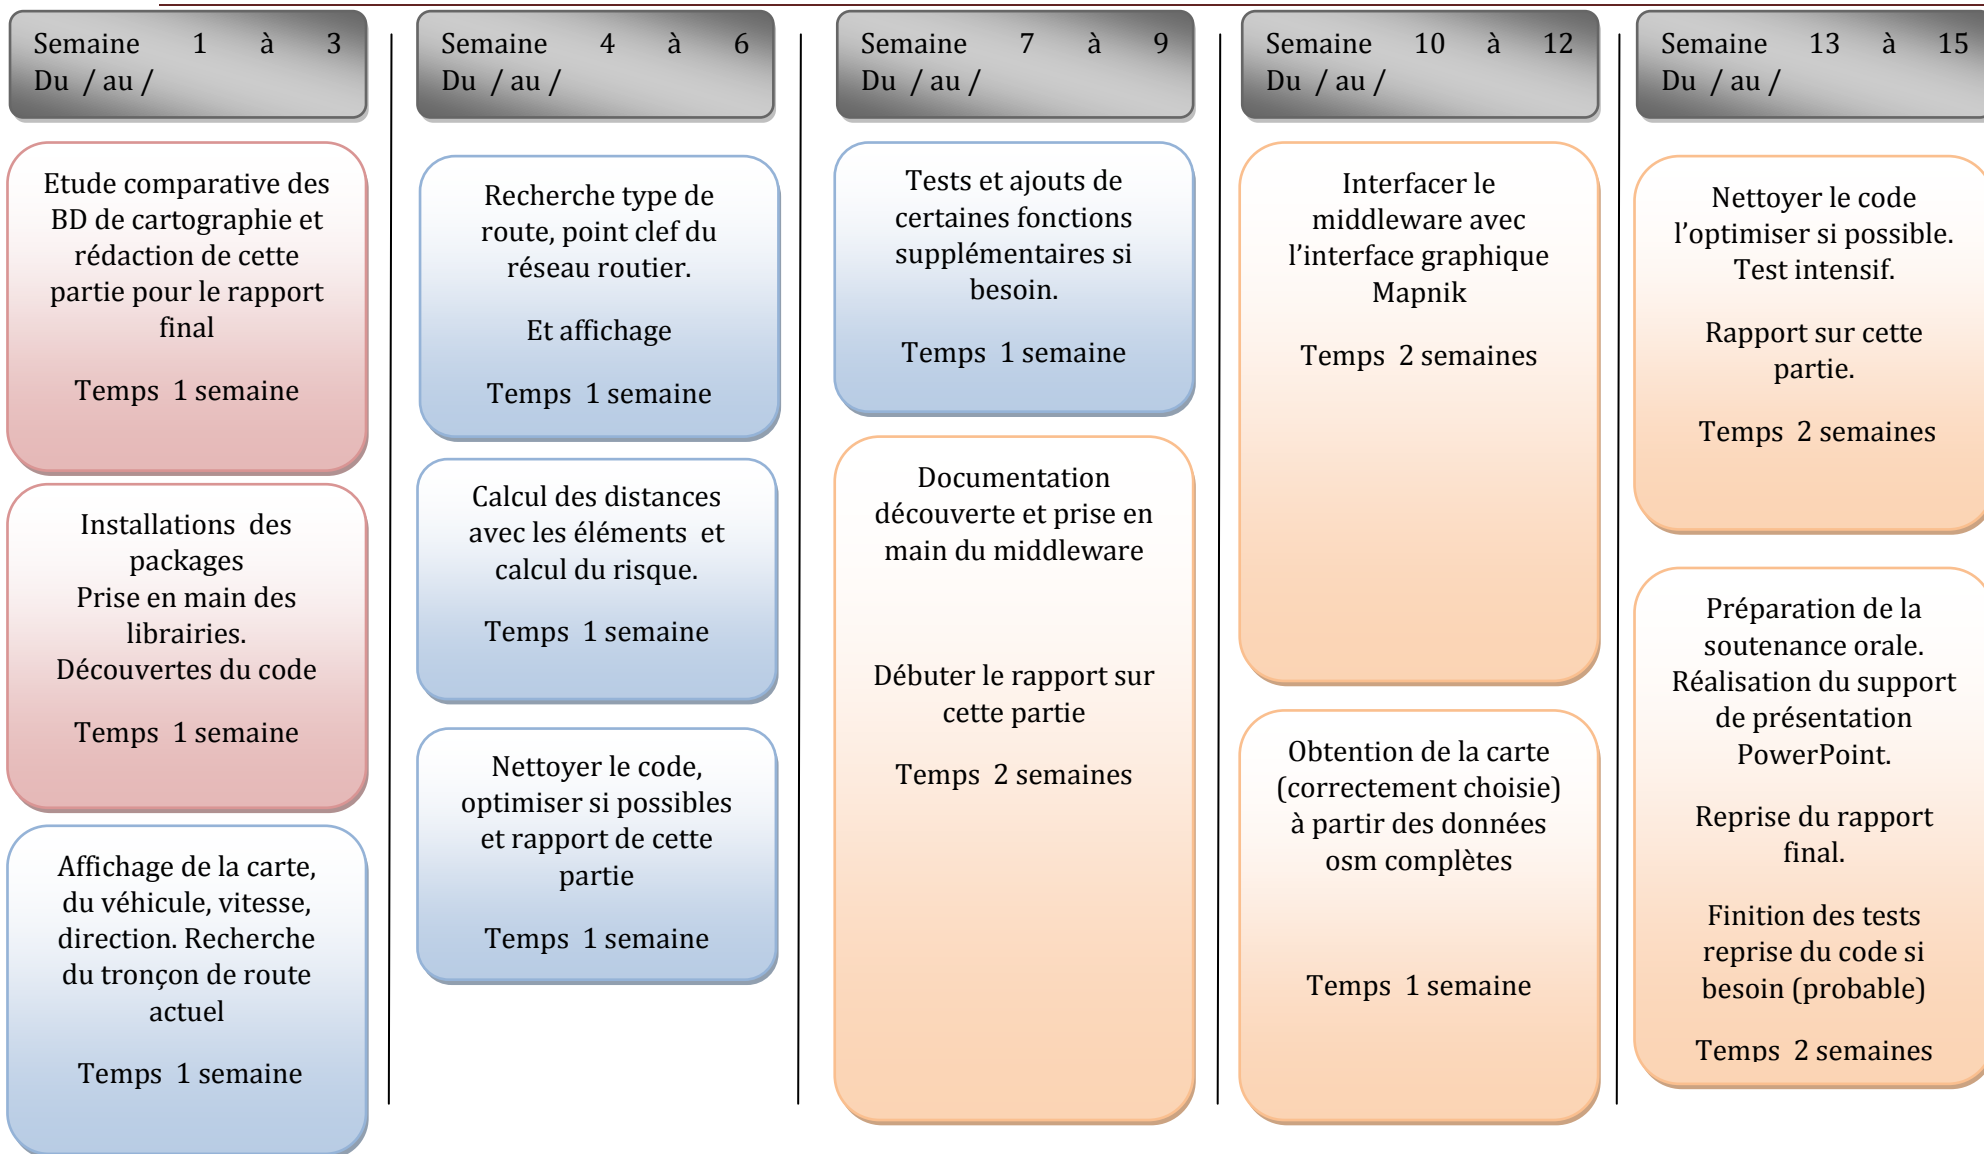 Semaine 1 à 3
Du / au /
Etude comparative des
BD de cartographie et
rédaction de cette
partie pour le rapport
final
Temps 1 semaine
Installations des
packages
Prise en main des
librairies.
Découvertes du code
Temps 1 semaine
Affichage de la carte,
du véhicule, vitesse,
direction. Recherche
du tronçon de route
actuel
Temps 1 semaine
Semaine 4 à 6
Du / au /
Recherche type de
route, point clef du
réseau routier.
Et affichage
Temps 1 semaine
Calcul des distances
avec les éléments et
calcul du risque.
Temps 1 semaine
Nettoyer le code,
optimiser si possibles
et rapport de cette
partie
Temps 1 semaine
Semaine 7 à 9
Du / au /
Tests et ajouts de
certaines fonctions
supplémentaires si
besoin.
Temps 1 semaine
Documentation
découverte et prise en
main du middleware
Débuter le rapport sur
cette partie
Temps 2 semaines
Semaine 10 à 12
Du / au /
Interfacer le
middleware avec
l’interface graphique
Mapnik
Temps 2 semaines
Obtention de la carte
(correctement choisie)
à partir des données
osm complètes
Temps 1 semaine
Semaine 13 à 15
Du / au /
Nettoyer le code
l’optimiser si possible.
Test intensif.
Rapport sur cette
partie.
Temps 2 semaines
Préparation de la
soutenance orale.
Réalisation du support
de présentation
PowerPoint.
Reprise du rapport
final.
Finition des tests
reprise du code si
besoin (probable)
Temps 2 semaines